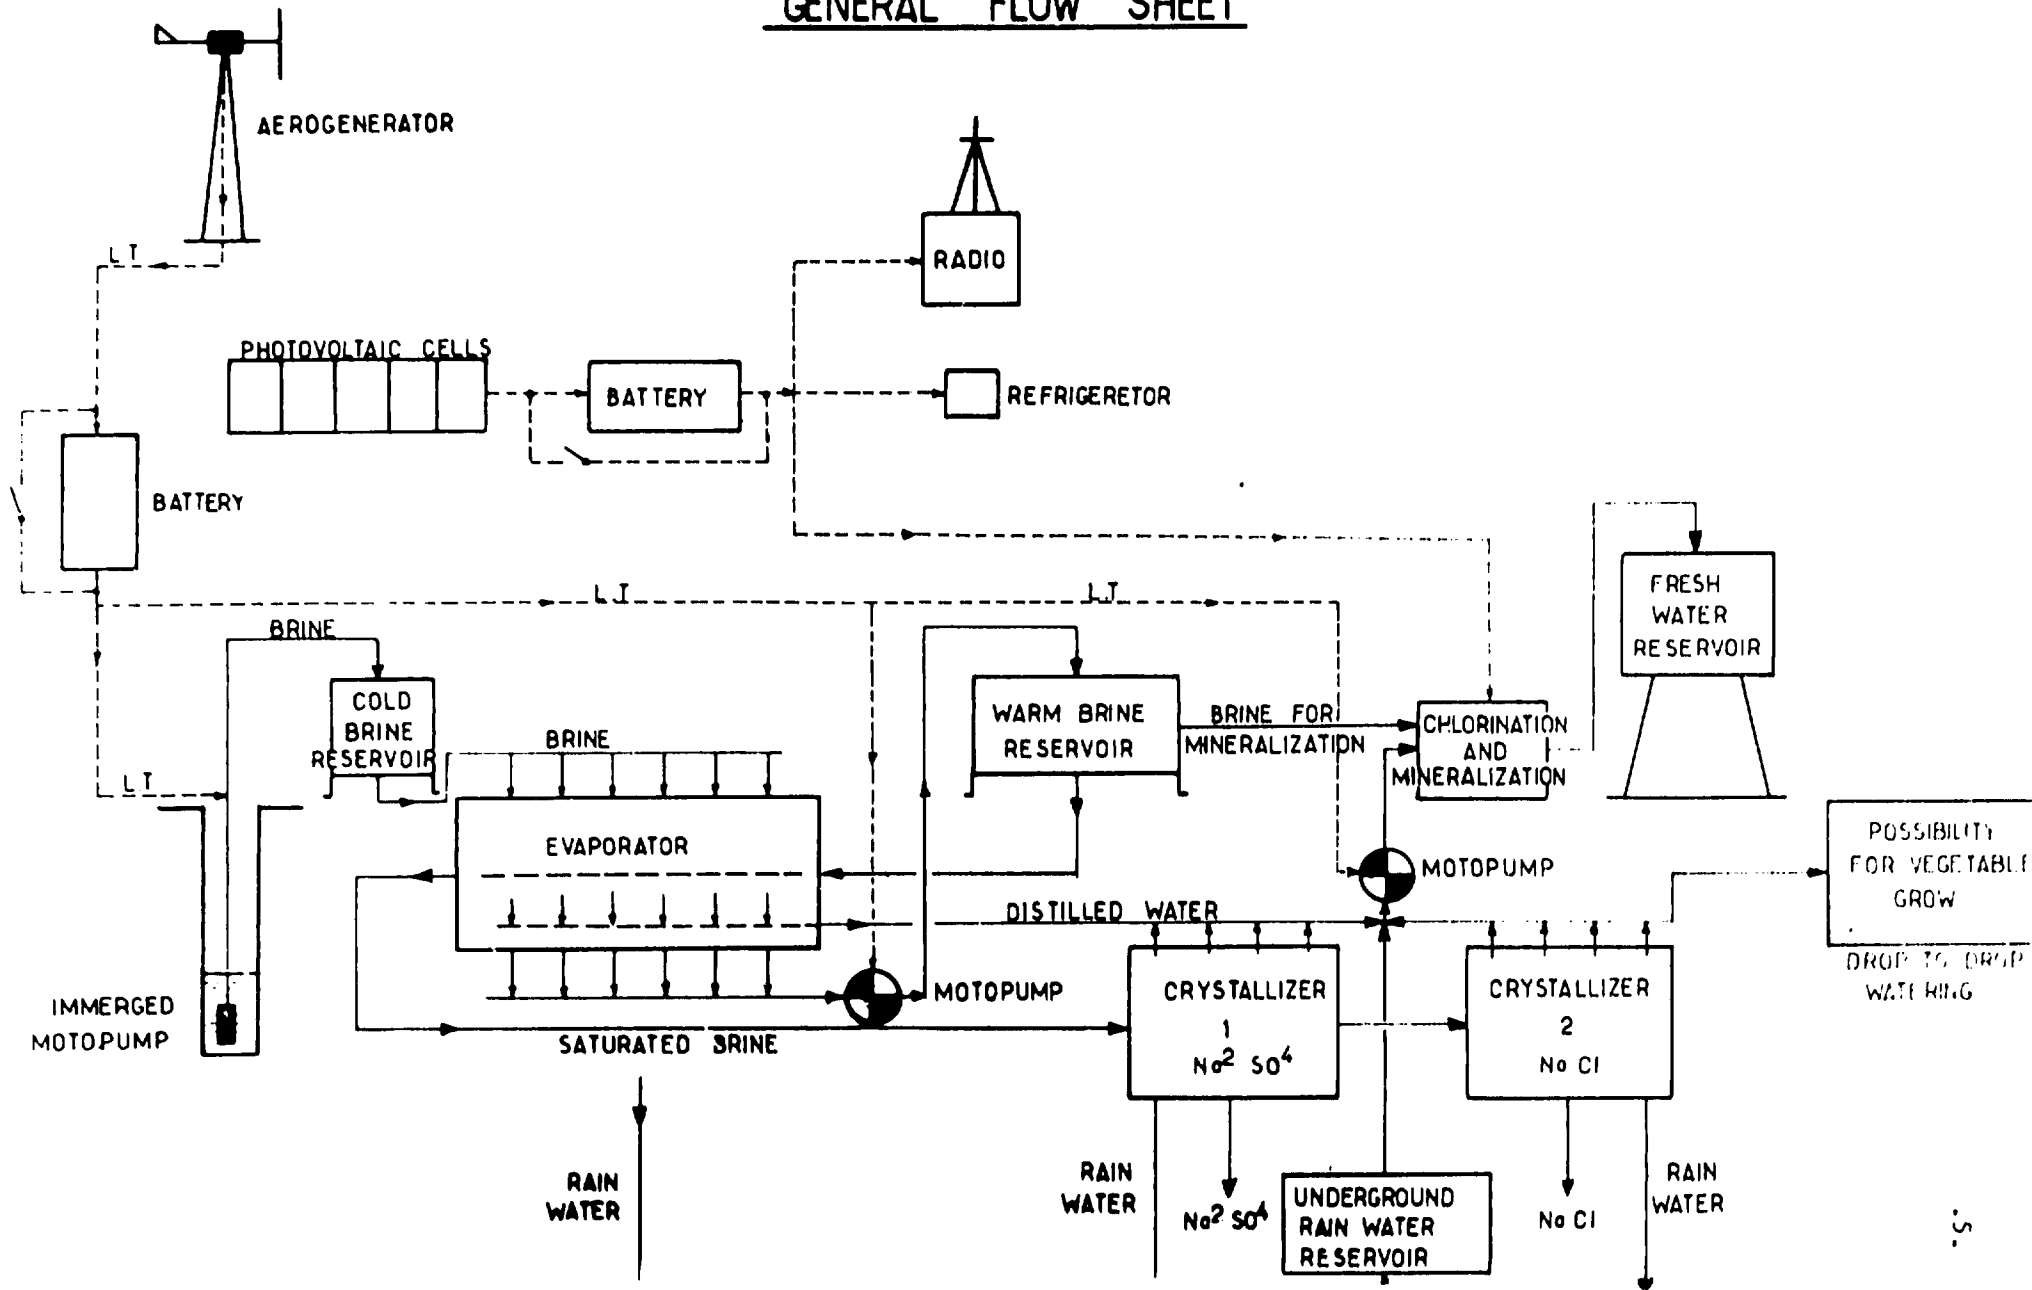 GENERAL FLOW SHEET
AEROGENERATOR
LT
RADIO
PHOTOVOLTAIC CELLS
BATTERY
REFRIGERETOR
BATTERY
FRESH
WATER
RESERVOIR
L.T
L.T
BRINE
COLD
BRINE
RESERVOIR
BRINE
WARM BRINE
RESERVOIR
BRINE FOR
MINERALIZATION
CHLORINATION
AND
MINERALIZATION
LT
EVAPORATOR
MOTOPUMP
POSSIBILITY
FOR VEGETABLE
GROW
DISTILLED WATER
DROP TO DROP
WATERING
IMMERGED
MOTOPUMP
MOTOPUMP
SATURATED BRINE
CRYSTALLIZER
1
Na² SO⁴
CRYSTALLIZER
2
Na Cl
RAIN
WATER
RAIN
WATER
Na² SO⁴
UNDERGROUND
RAIN WATER
RESERVOIR
Na Cl
RAIN
WATER
-5-